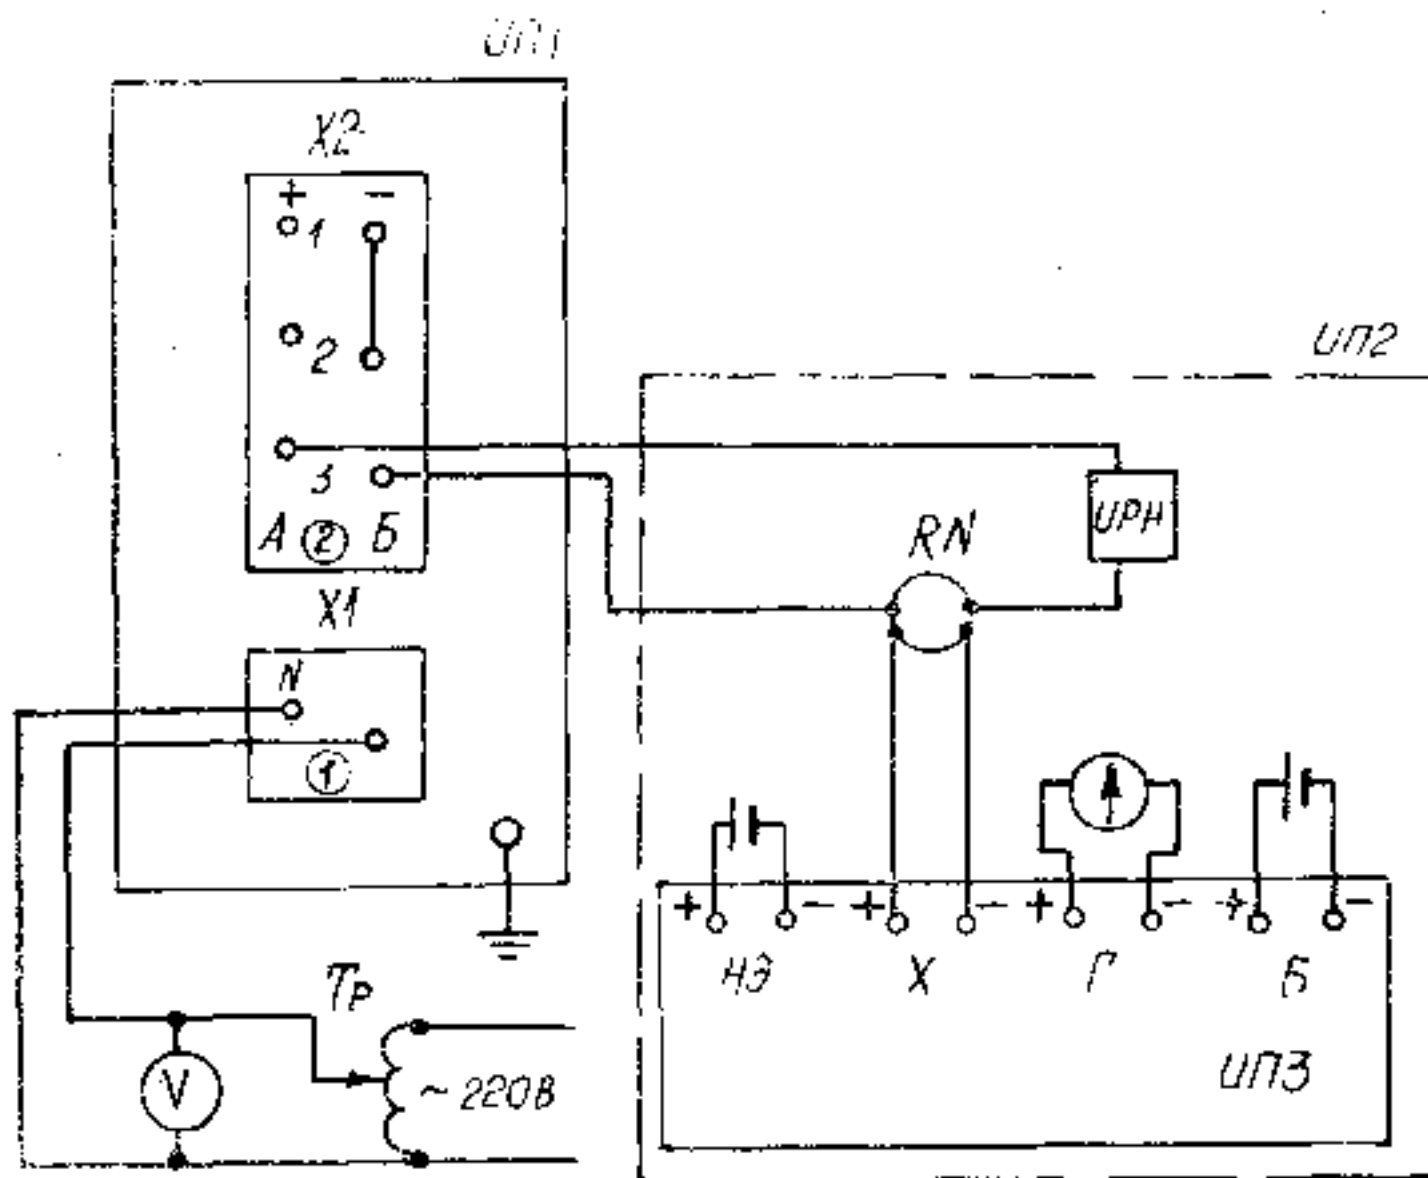 ИП1
X2
+ −
1
2
3
А ② Б
X1
N
①
ИП2
RN
ИРН
+ − + − + − + −
НЭ Х Г Б
ИП3
Тр
V
~ 220В